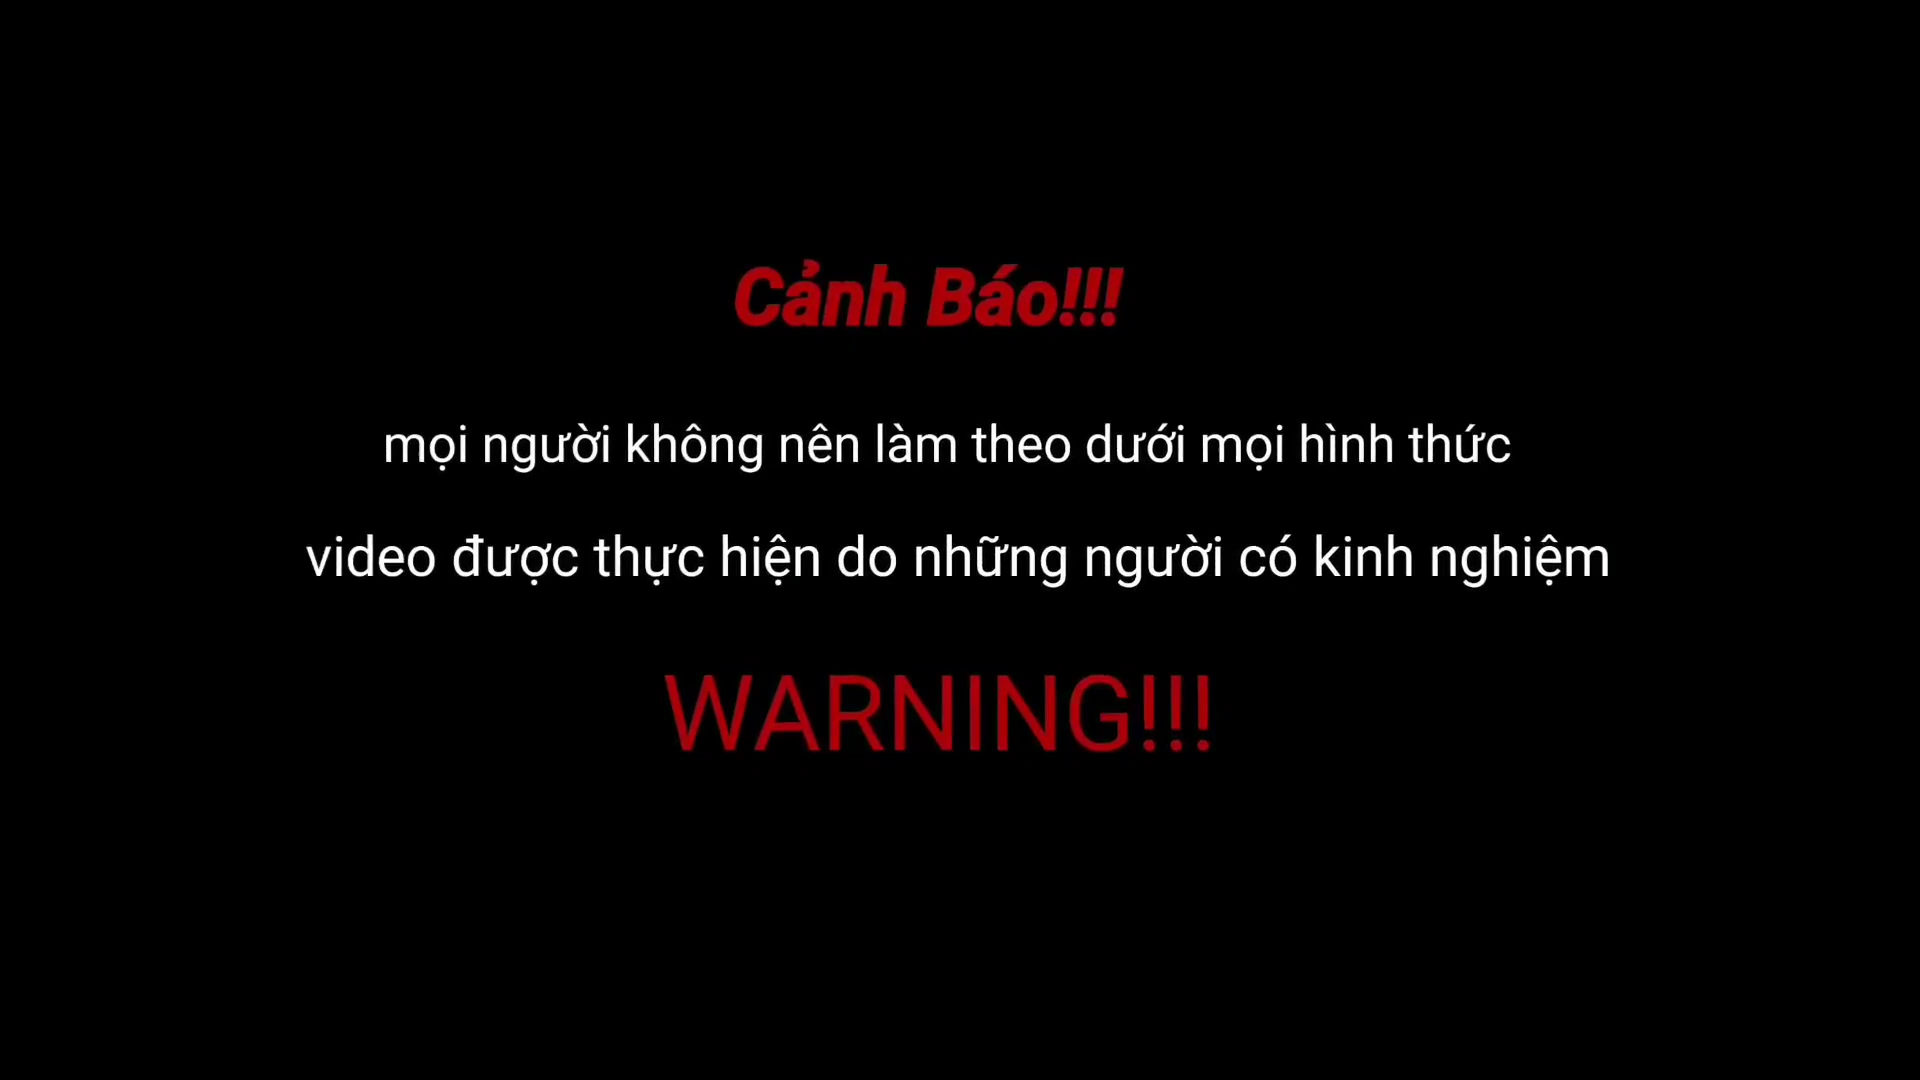 Cảnh Báo!!!
mọi người không nên làm theo dưới mọi hình thức
video được thực hiện do những người có kinh nghiệm
WARNING!!!